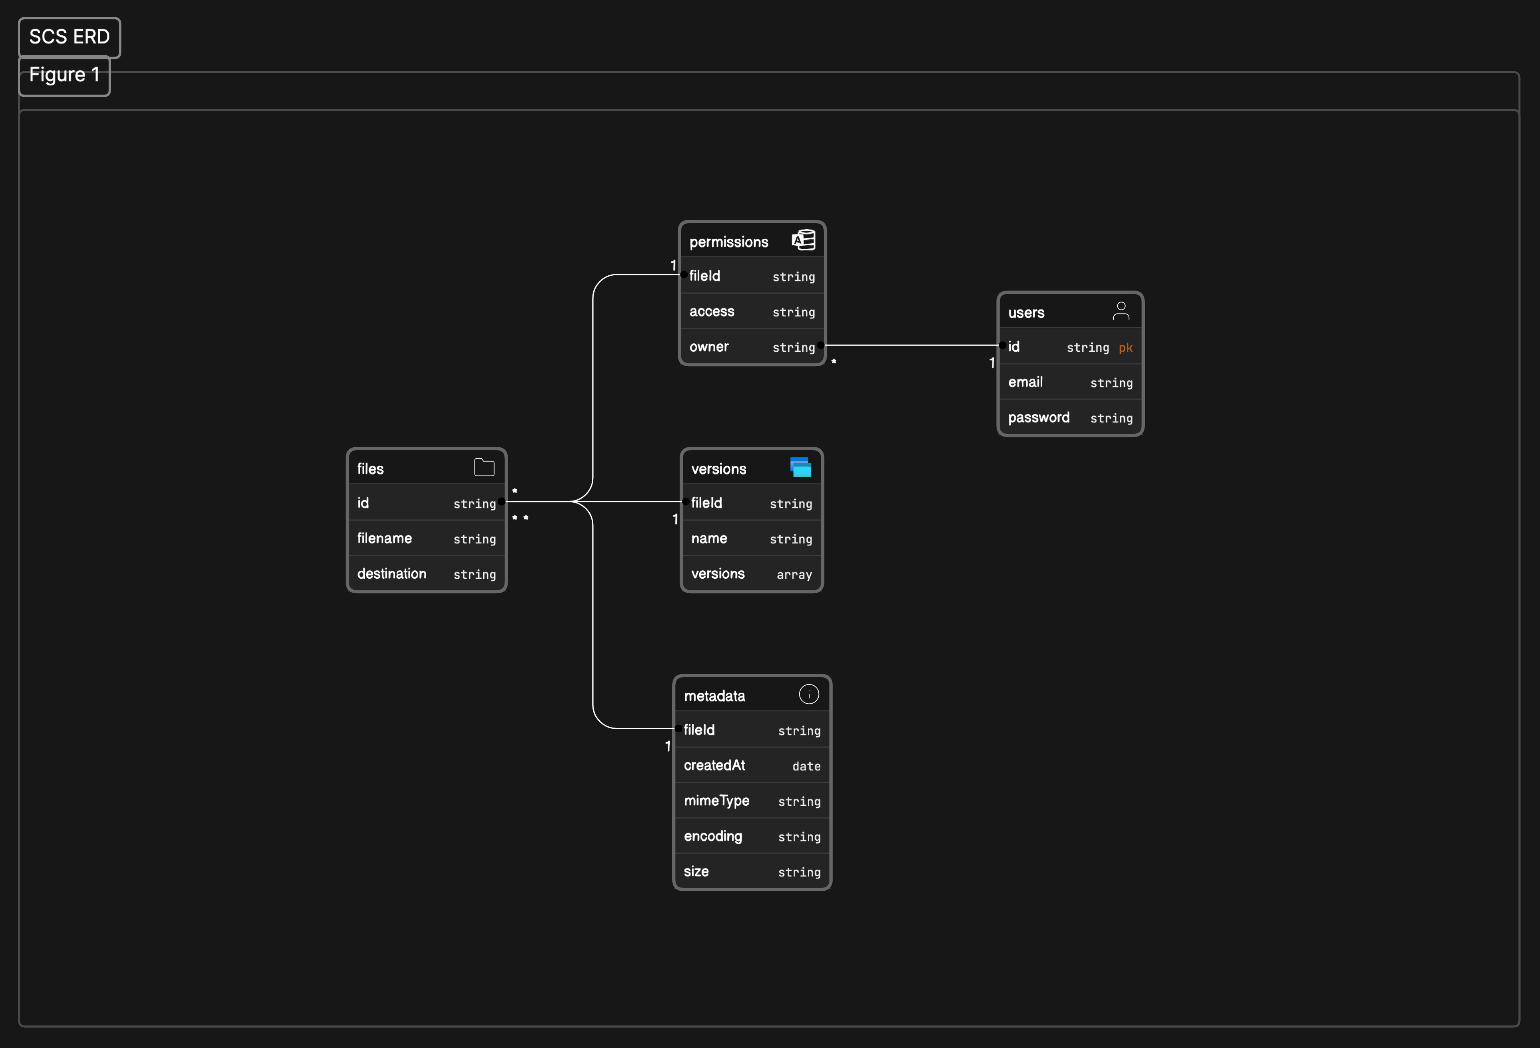 SCS ERD
Figure 1
permissions
1
fileId string
access string
owner string
*
users
1
id string pk
email string
password string
files
id string
*
* *
filename string
destination string
versions
fileId string
1
name string
versions array
metadata
fileId string
1
createdAt date
mimeType string
encoding string
size string